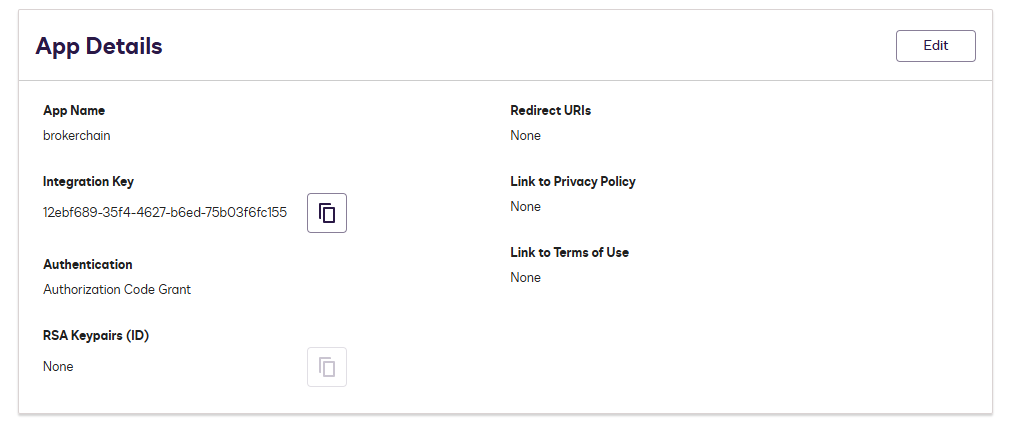 App Details
Edit
App Name
brokerchain
Integration Key
12ebf689-35f4-4627-b6ed-75b03f6fc155
Authentication
Authorization Code Grant
RSA Keypairs (ID)
None
Redirect URIs
None
Link to Privacy Policy
None
Link to Terms of Use
None